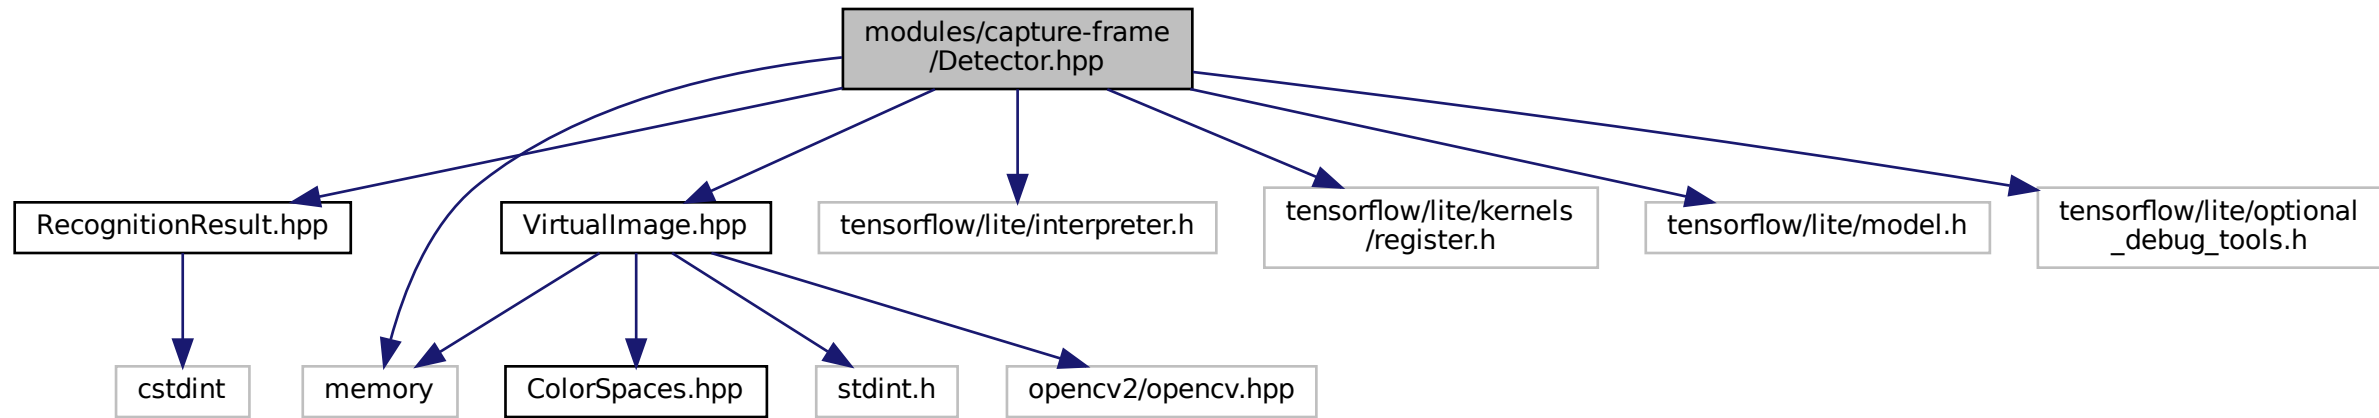 modules/capture-frame
/Detector.hpp
RecognitionResult.hpp
VirtualImage.hpp
tensorflow/lite/interpreter.h
tensorflow/lite/kernels
/register.h
tensorflow/lite/model.h
tensorflow/lite/optional
_debug_tools.h
cstdint
memory
ColorSpaces.hpp
stdint.h
opencv2/opencv.hpp